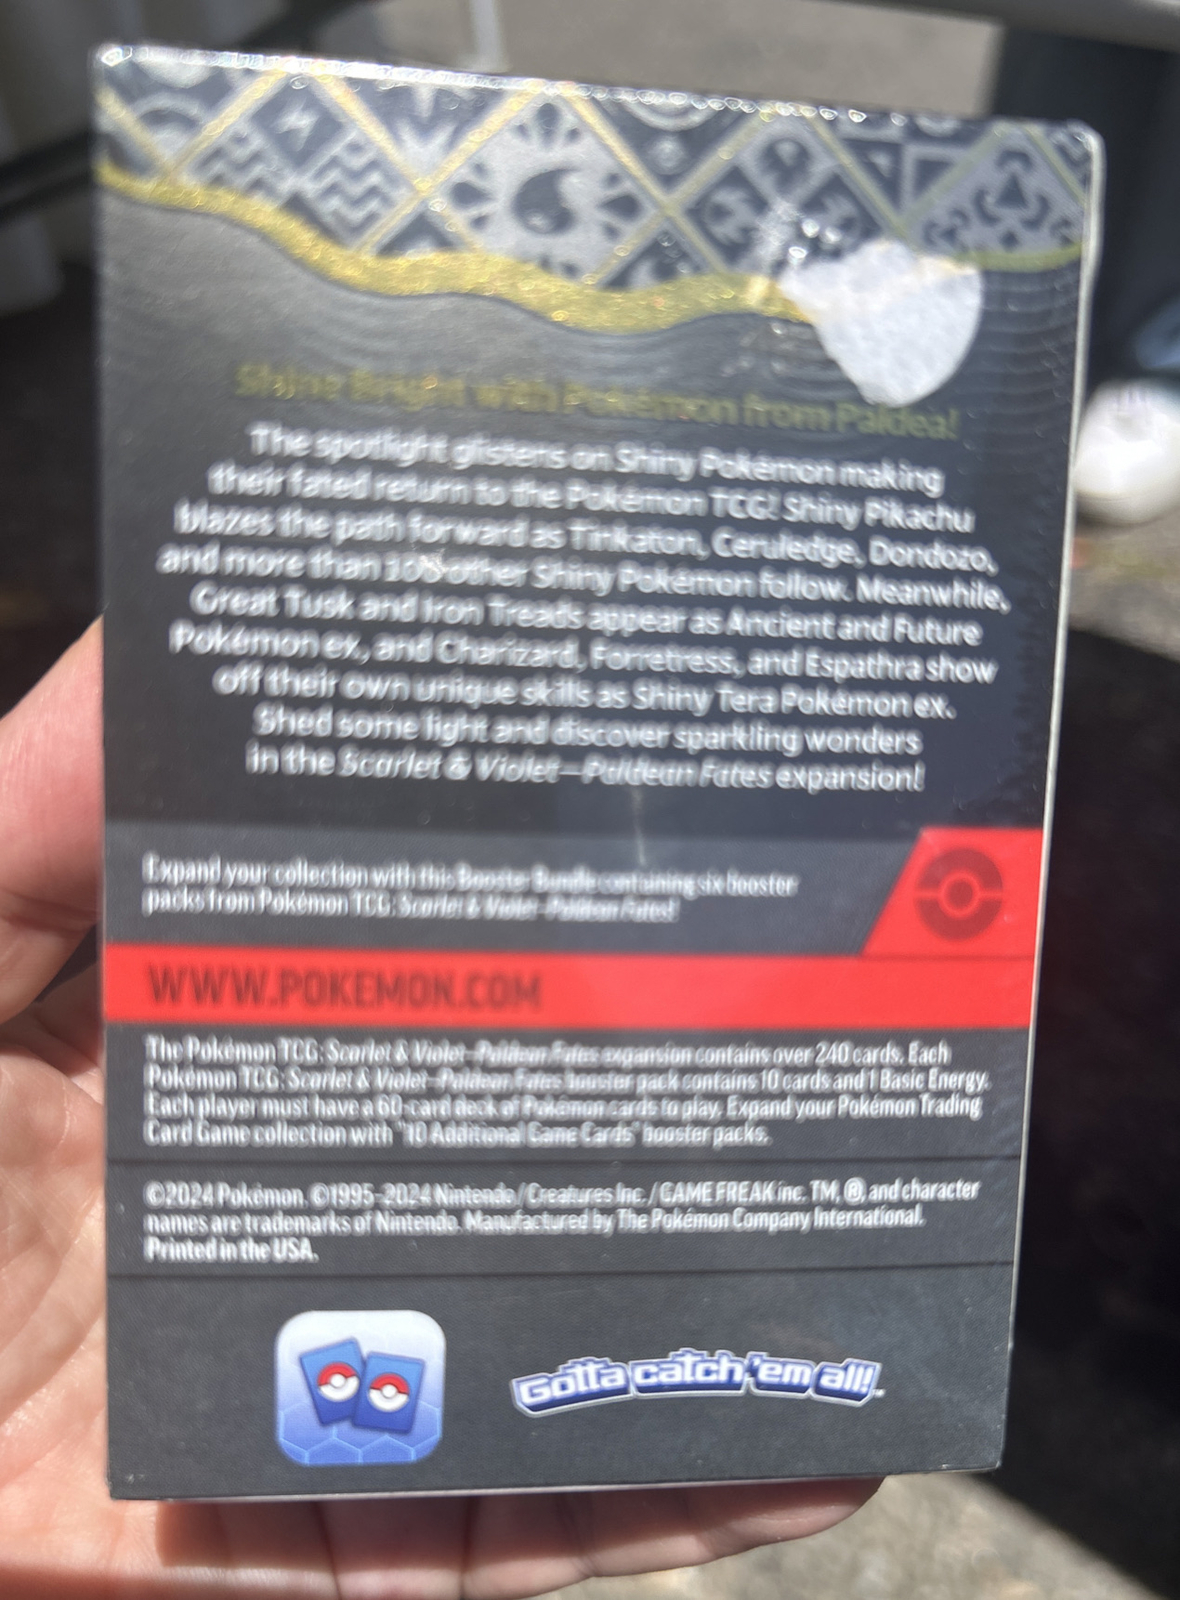 Shine Bright with Pokémon from Paldea!
The spotlight glistens on Shiny Pokémon making
their fated return to the Pokémon TCG! Shiny Pikachu
blazes the path forward as Tinkaton, Ceruledge, Dondozo,
and more than 100 other Shiny Pokémon follow. Meanwhile,
Great Tusk and Iron Treads appear as Ancient and Future
Pokémon ex, and Charizard, Forretress, and Espathra show
off their own unique skills as Shiny Tera Pokémon ex.
Shed some light and discover sparkling wonders
in the Scarlet & Violet—Paldean Fates expansion!
Expand your collection with this Booster Bundle containing six booster
packs from Pokémon TCG: Scarlet & Violet—Paldean Fates!
WWW.POKEMON.COM
The Pokémon TCG: Scarlet & Violet—Paldean Fates expansion contains over 240 cards. Each
Pokémon TCG: Scarlet & Violet—Paldean Fates booster pack contains 10 cards and 1 Basic Energy.
Each player must have a 60-card deck of Pokémon cards to play. Expand your Pokémon Trading
Card Game collection with "10 Additional Game Cards" booster packs.
©2024 Pokémon. ©1995–2024 Nintendo / Creatures Inc. / GAME FREAK inc. TM, ®, and character
names are trademarks of Nintendo. Manufactured by The Pokémon Company International.
Printed in the USA.
Gotta catch 'em all!™